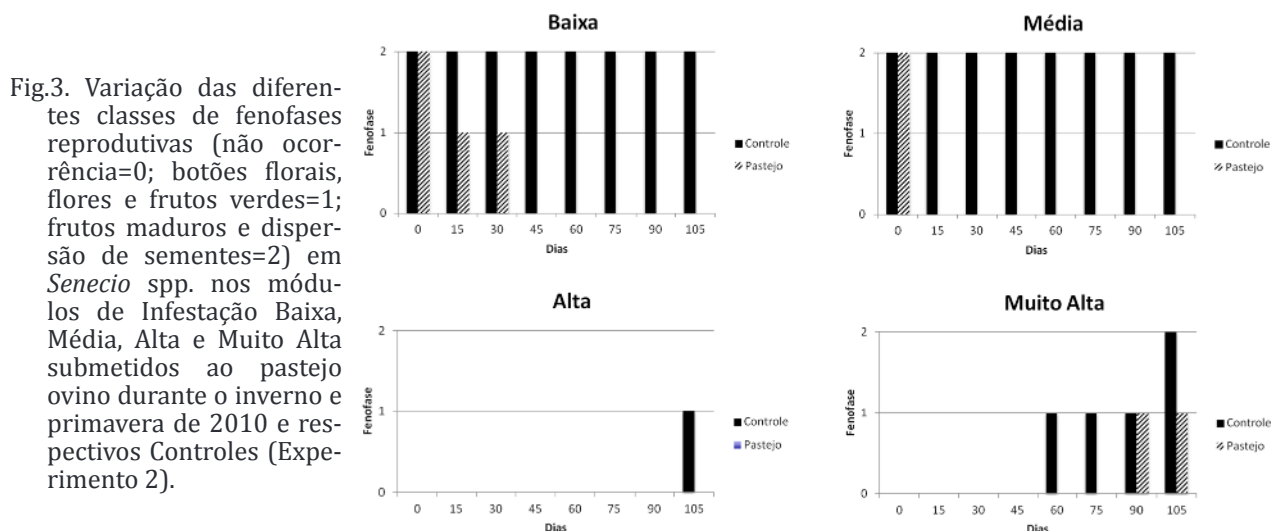 Fig.3. Variação das diferen-
tes classes de fenofases
reprodutivas (não ocor-
rência=0; botões florais,
flores e frutos verdes=1;
frutos maduros e disper-
são de sementes=2) em
Senecio spp. nos módu-
los de Infestação Baixa,
Média, Alta e Muito Alta
submetidos ao pastejo
ovino durante o inverno e
primavera de 2010 e res-
pectivos Controles (Expe-
rimento 2).
Baixa
2
1
0
Fenofase
0 15 30 45 60 75 90 105
Dias
Controle
Pastejo
Média
2
1
0
Fenofase
0 15 30 45 60 75 90 105
Dias
Controle
Pastejo
Alta
2
1
0
Fenofase
0 15 30 45 60 75 90 105
Dias
Controle
Pastejo
Muito Alta
2
1
0
Fenofase
0 15 30 45 60 75 90 105
Dias
Controle
Pastejo